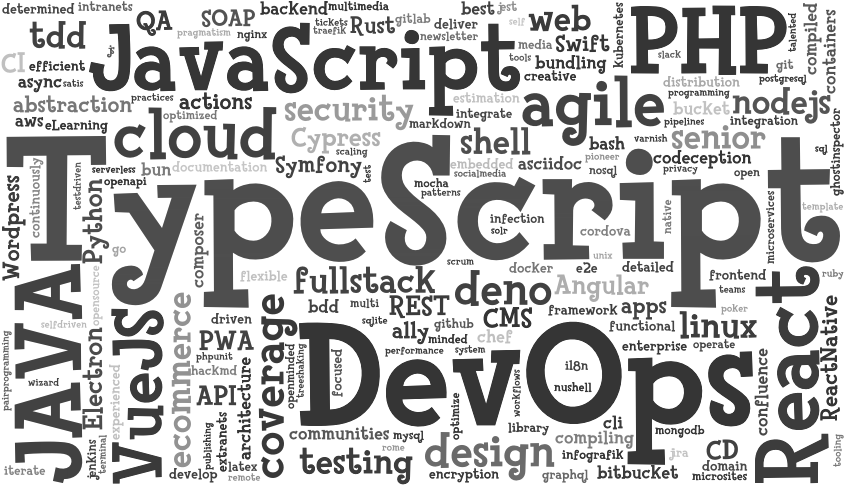 determined
intranets
QA
SOAP
backend
multimedia
best
jest
self
web
kubernetes
PHP
talented
compiled
containers
tdd
pragmatism
nginx
tickets
traefik
Rust
gitlab
deliver
newsletter
media
Swift
slack
git
CI
efficient
JavaScript
tools
bundling
creative
postgresql
async
satis
practices
actions
estimation
distribution
programming
abstraction
optimized
security
markdown
integrate
agile
bucket
nodejs
aws
eLearning
cloud
Cypress
scaling
shell
bash
varnish
pipelines
integration
senior
serverless
openapi
bun
documentation
Symfony
test
embedded
socialmedia
asciidoc
pioneer
nosql
codeception
privacy
open
sql
ghostinspector
TypeScript
Wordpress
continuously
testdriven
Python
mocha
patterns
infection
solr
cordova
native
microservices
template
go
composer
unix
opensource
flexible
scrum
docker
e2e
detailed
frontend
teams
ruby
JAVA
VueJS
ecommerce
fullstack
deno
Angular
React
ReactNative
selfdriven
driven
coverage
bdd
multi
REST
CMS
framework
apps
poker
sqlite
ally
github
minded
chef
functional
linux
pairprogramming
Electron
PWA
phpunit
hackmd
performance
system
enterprise
operate
wizard
experienced
API
architecture
openminded
treeshaking
focused
DevOps
il8n
nushell
workflows
confluence
optimize
library
cli
mongodb
communities
mysql
compiling
jenkins
terminal
publishing
extranets
rome
design
infografik
jira
CD
tooling
iterate
develop
latex
remote
testing
encryption
graphql
bitbucket
domain
microsites